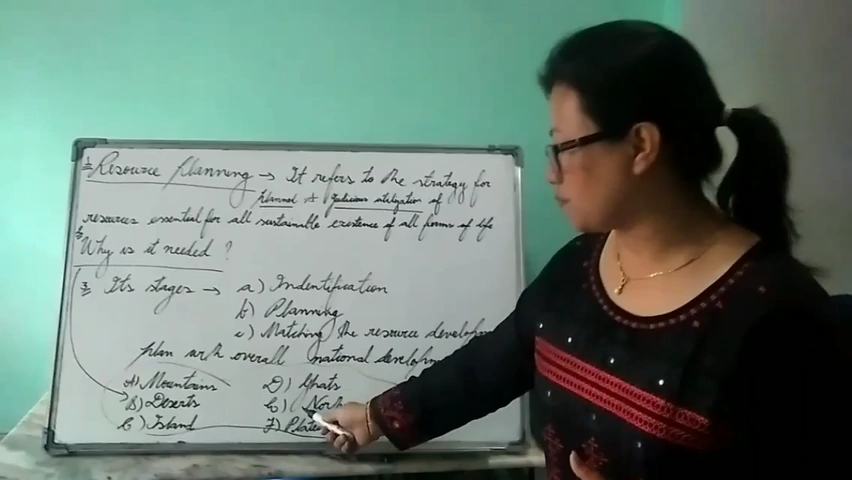 1. Resource planning → It refers to the strategy for
planned & judicious utilization of
resources essential for all sustainable existence of all forms of life
2. Why is it needed ?
3. Its stages → a) Indentification
b) Planning
c) Matching the resource development
plan with overall national
A) Mountains D) Ghats
B) Deserts E)
C) Island F)